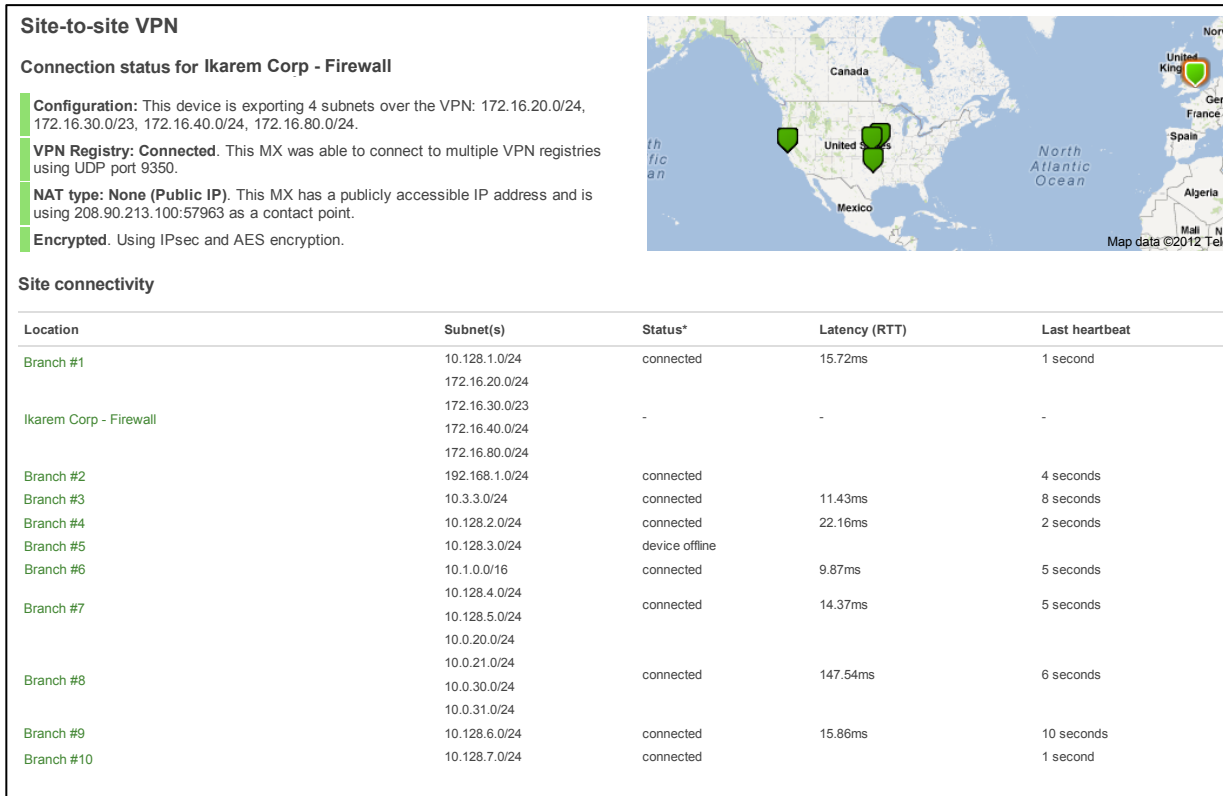 Site-to-site VPN
Connection status for Ikarem Corp - Firewall
Configuration: This device is exporting 4 subnets over the VPN: 172.16.20.0/24,
172.16.30.0/23, 172.16.40.0/24, 172.16.80.0/24.
VPN Registry: Connected. This MX was able to connect to multiple VPN registries
using UDP port 9350.
NAT type: None (Public IP). This MX has a publicly accessible IP address and is
using 208.90.213.100:57963 as a contact point.
Encrypted. Using IPsec and AES encryption.
Canada
United
Mexico
North
Atlantic
Ocean
United
King
France
Spain
Algeria
Mali
Map data ©2012 Tel
Site connectivity
Location Subnet(s) Status* Latency (RTT) Last heartbeat
Branch #1 10.128.1.0/24 connected 15.72ms 1 second
172.16.20.0/24
172.16.30.0/23
Ikarem Corp - Firewall - - -
172.16.40.0/24
172.16.80.0/24
Branch #2 192.168.1.0/24 connected 4 seconds
Branch #3 10.3.3.0/24 connected 11.43ms 8 seconds
Branch #4 10.128.2.0/24 connected 22.16ms 2 seconds
Branch #5 10.128.3.0/24 device offline
Branch #6 10.1.0.0/16 connected 9.87ms 5 seconds
10.128.4.0/24
Branch #7 connected 14.37ms 5 seconds
10.128.5.0/24
10.0.20.0/24
10.0.21.0/24
Branch #8 connected 147.54ms 6 seconds
10.0.30.0/24
10.0.31.0/24
Branch #9 10.128.6.0/24 connected 15.86ms 10 seconds
Branch #10 10.128.7.0/24 connected 1 second